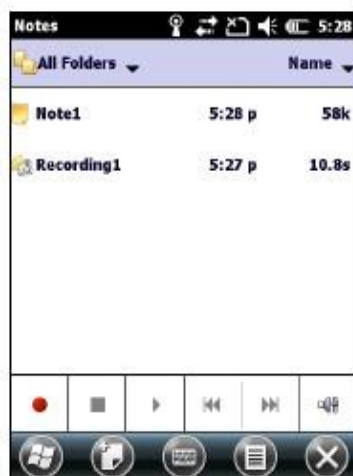 Notes 5:28
All Folders Name
Note1 5:28 p 58k
Recording1 5:27 p 10.8s